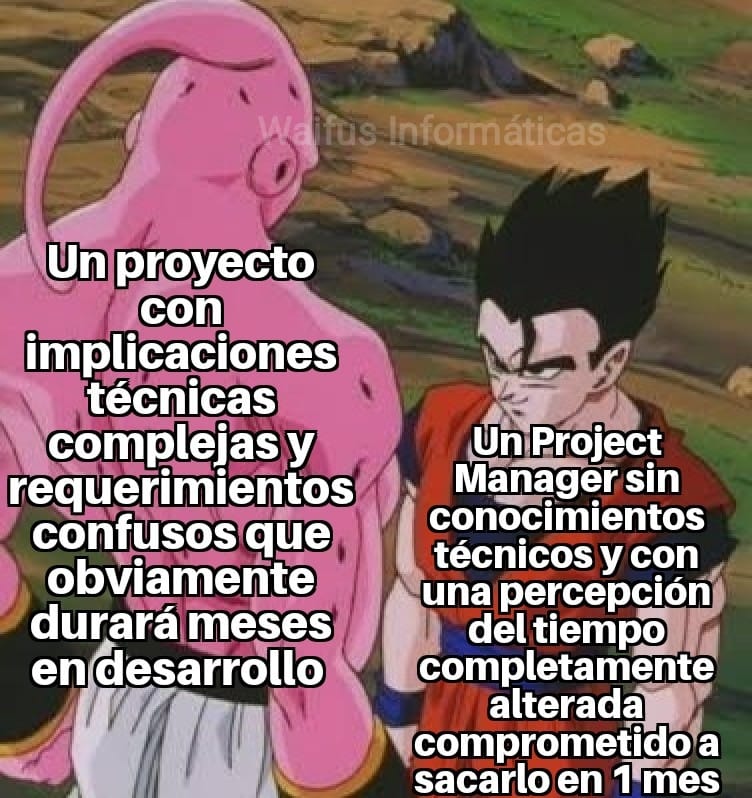 Waifus Informáticas
Un proyecto
con
implicaciones
técnicas
complejas y
requerimientos
confusos que
obviamente
durará meses
en desarrollo
Un Project
Manager sin
conocimientos
técnicos y con
una percepción
del tiempo
completamente
alterada
comprometido a
sacarlo en 1 mes